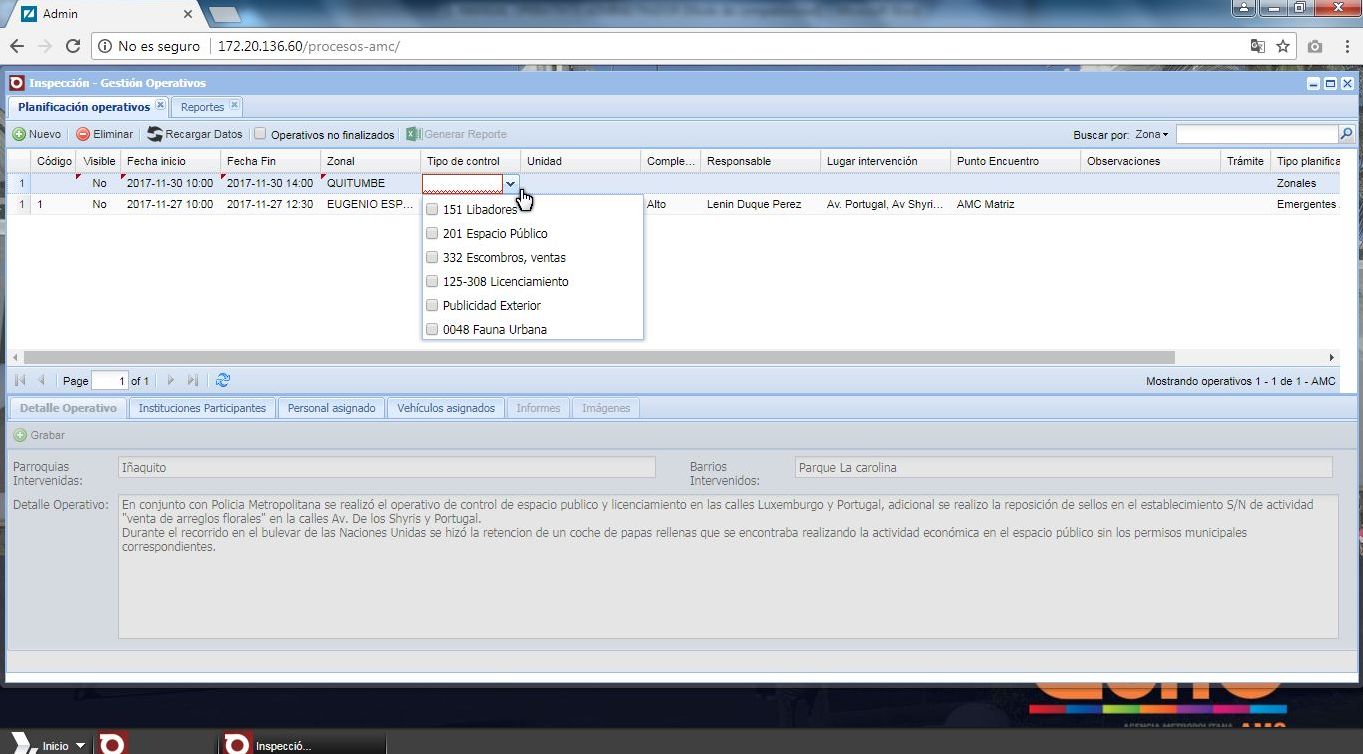 Admin
No es seguro 172.20.136.60/procesos-amc/
Inspección - Gestión Operativos
Planificación operativos Reportes
Nuevo Eliminar Recargar Datos Operativos no finalizados Generar Reporte Buscar por: Zona
Código Visible Fecha inicio Fecha Fin Zonal Tipo de control Unidad Comple... Responsable Lugar intervención Punto Encuentro Observaciones Trámite Tipo planifica
1 No 2017-11-30 10:00 2017-11-30 14:00 QUITUMBE Zonales
1 1 No 2017-11-27 10:00 2017-11-27 12:30 EUGENIO ESP... Alto Lenin Duque Perez Av. Portugal, Av Shyri... AMC Matriz Emergentes
151 Libadores
201 Espacio Público
332 Escombros, ventas
125-308 Licenciamiento
Publicidad Exterior
0048 Fauna Urbana
Page 1 of 1 Mostrando operativos 1 - 1 de 1 - AMC
Detalle Operativo Instituciones Participantes Personal asignado Vehículos asignados Informes Imágenes
Grabar
Parroquias Intervenidas: Iñaquito Barrios Intervenidos: Parque La carolina
Detalle Operativo: En conjunto con Policia Metropolitana se realizó el operativo de control de espacio publico y licenciamiento en las calles Luxemburgo y Portugal, adicional se realizo la reposición de sellos en el establecimiento S/N de actividad
"venta de arreglos florales" en la calles Av. De los Shyris y Portugal.
Durante el recorrido en el bulevar de las Naciones Unidas se hizó la retencion de un coche de papas rellenas que se encontraba realizando la actividad económica en el espacio público sin los permisos municipales
correspondientes.
AGENCIA METROPOLITANA AMC
Inicio Inspecció...